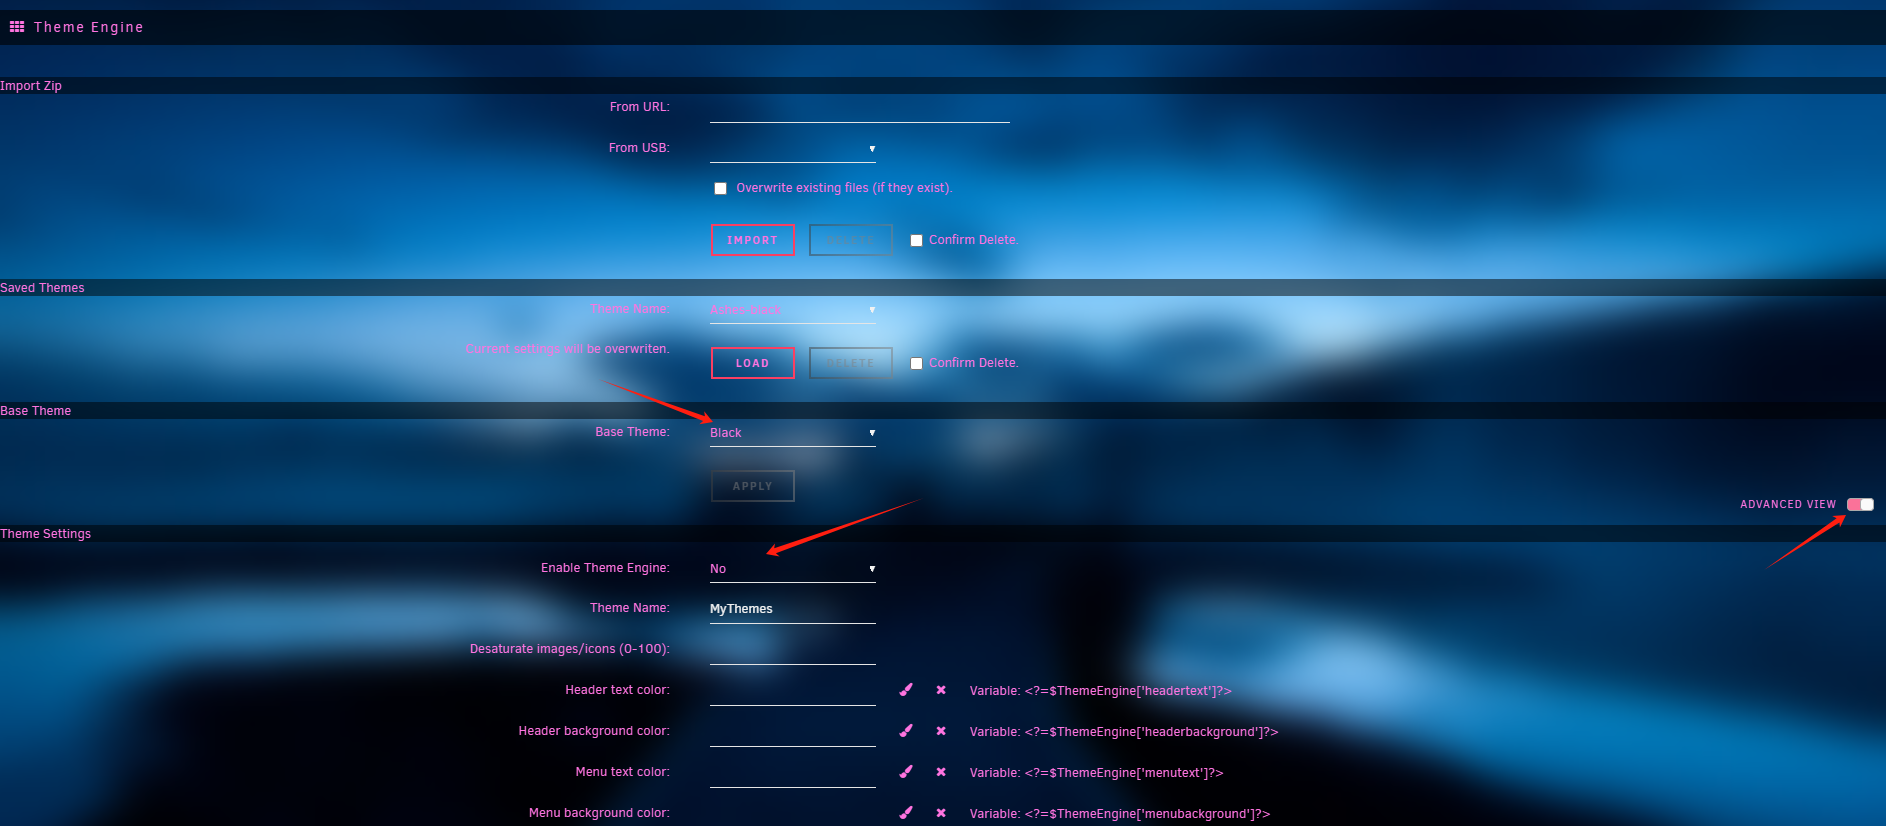 Theme Engine
Import Zip
From URL:
From USB:
Overwrite existing files (if they exist).
IMPORT
Confirm Delete.
Saved Themes
Theme Name:
Current settings will be overwriten.
LOAD DELETE Confirm Delete.
Base Theme
Base Theme: Black
APPLY
ADVANCED VIEW
Theme Settings
Enable Theme Engine: No
Theme Name: MyThemes
Desaturate images/icons (0-100):
Header text color: Variable: <?=$ThemeEngine['headertext']?>
Header background color: Variable: <?=$ThemeEngine['headerbackground']?>
Menu text color: Variable: <?=$ThemeEngine['menutext']?>
Menu background color: Variable: <?=$ThemeEngine['menubackground']?>